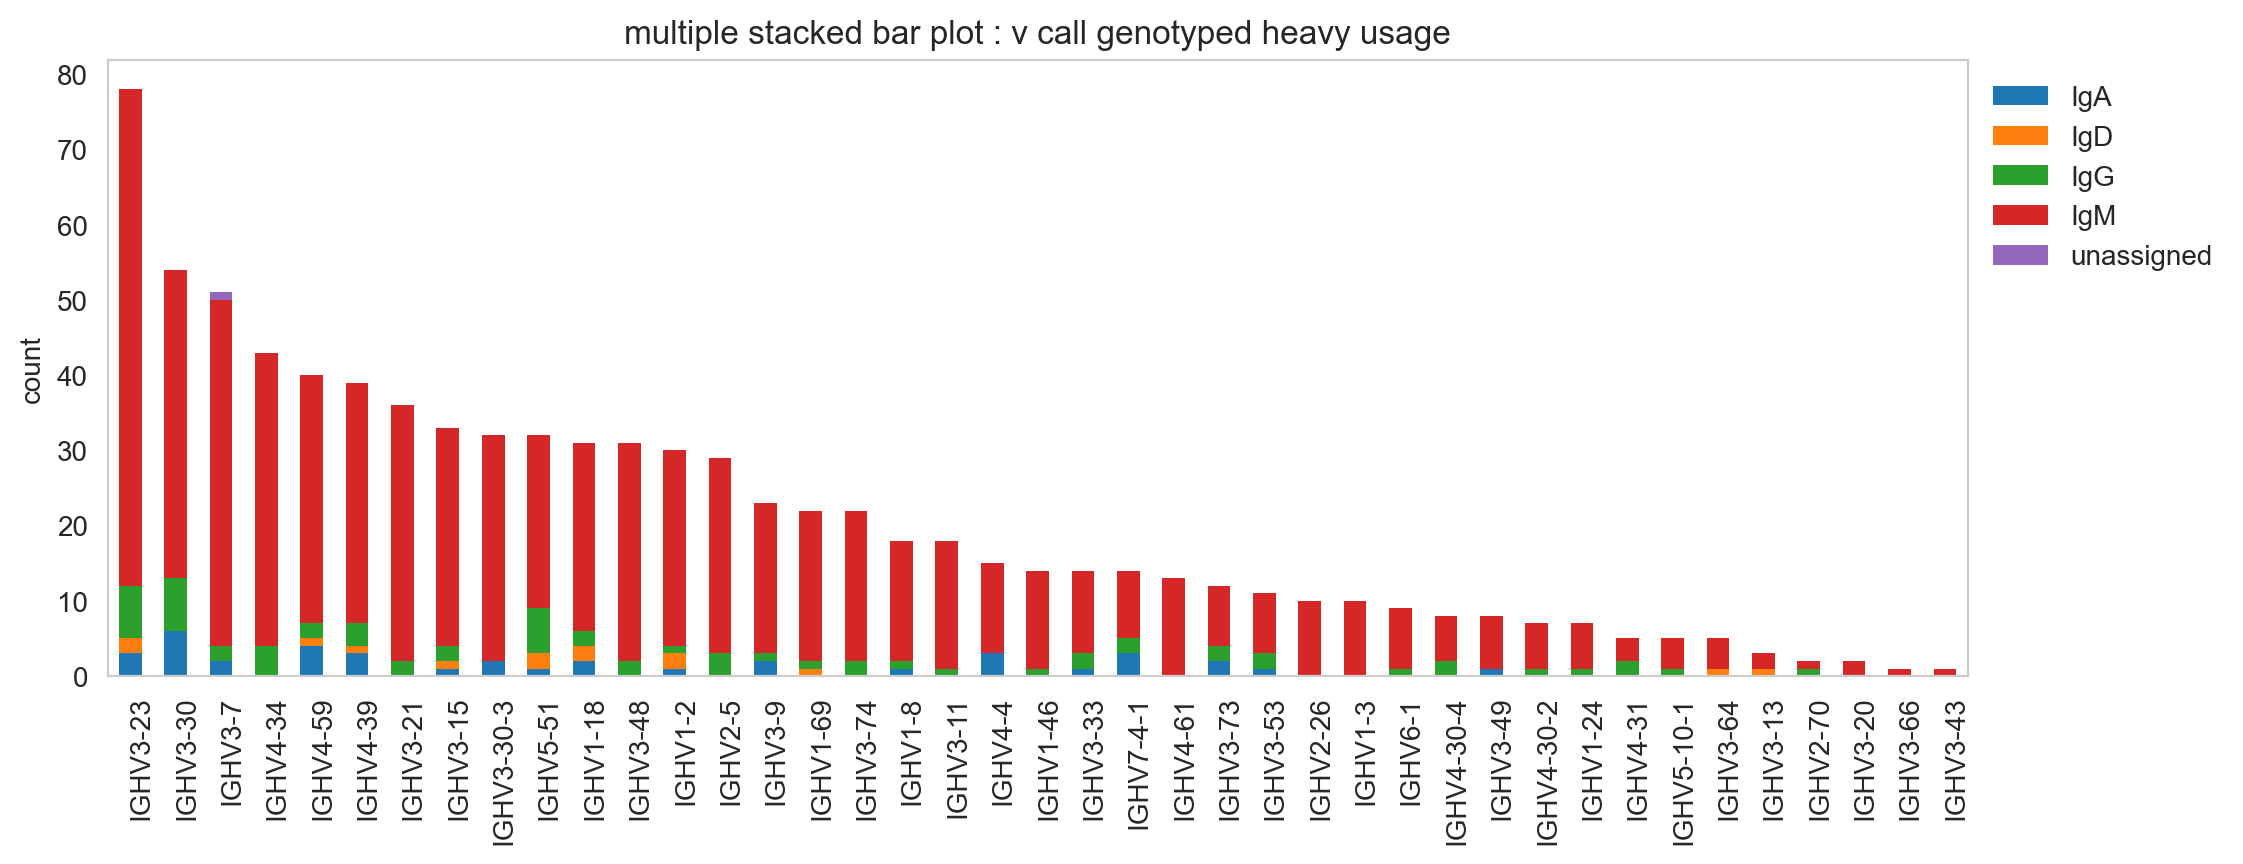 multiple stacked bar plot : v call genotyped heavy usage
80
70
60
50
40
30
20
10
0
count
IgA
IgD
IgG
IgM
unassigned
IGHV3-23
IGHV3-30
IGHV3-7
IGHV4-34
IGHV4-59
IGHV4-39
IGHV3-21
IGHV3-15
IGHV3-30-3
IGHV5-51
IGHV1-18
IGHV3-48
IGHV1-2
IGHV2-5
IGHV3-9
IGHV1-69
IGHV3-74
IGHV1-8
IGHV3-11
IGHV4-4
IGHV1-46
IGHV3-33
IGHV7-4-1
IGHV4-61
IGHV3-73
IGHV3-53
IGHV2-26
IGHV1-3
IGHV6-1
IGHV4-30-4
IGHV3-49
IGHV4-30-2
IGHV1-24
IGHV4-31
IGHV5-10-1
IGHV3-64
IGHV3-13
IGHV2-70
IGHV3-20
IGHV3-66
IGHV3-43